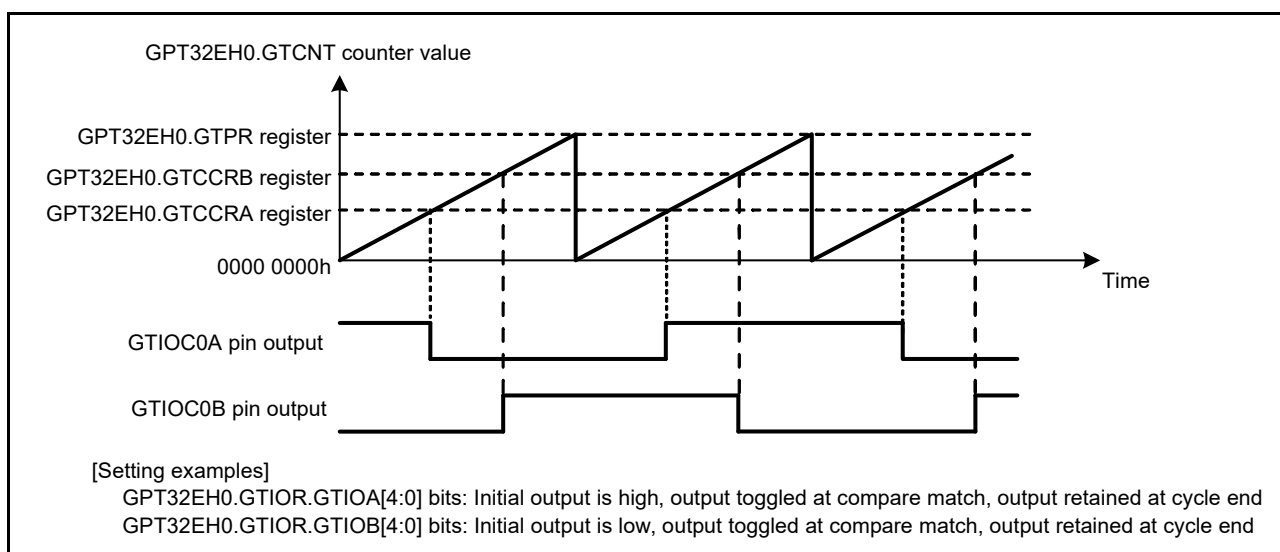 GPT32EH0.GTCNT counter value
GPT32EH0.GTPR register
GPT32EH0.GTCCRB register
GPT32EH0.GTCCRA register
0000 0000h
Time
GTIOC0A pin output
GTIOC0B pin output
[Setting examples]
GPT32EH0.GTIOR.GTIOA[4:0] bits: Initial output is high, output toggled at compare match, output retained at cycle end
GPT32EH0.GTIOR.GTIOB[4:0] bits: Initial output is low, output toggled at compare match, output retained at cycle end